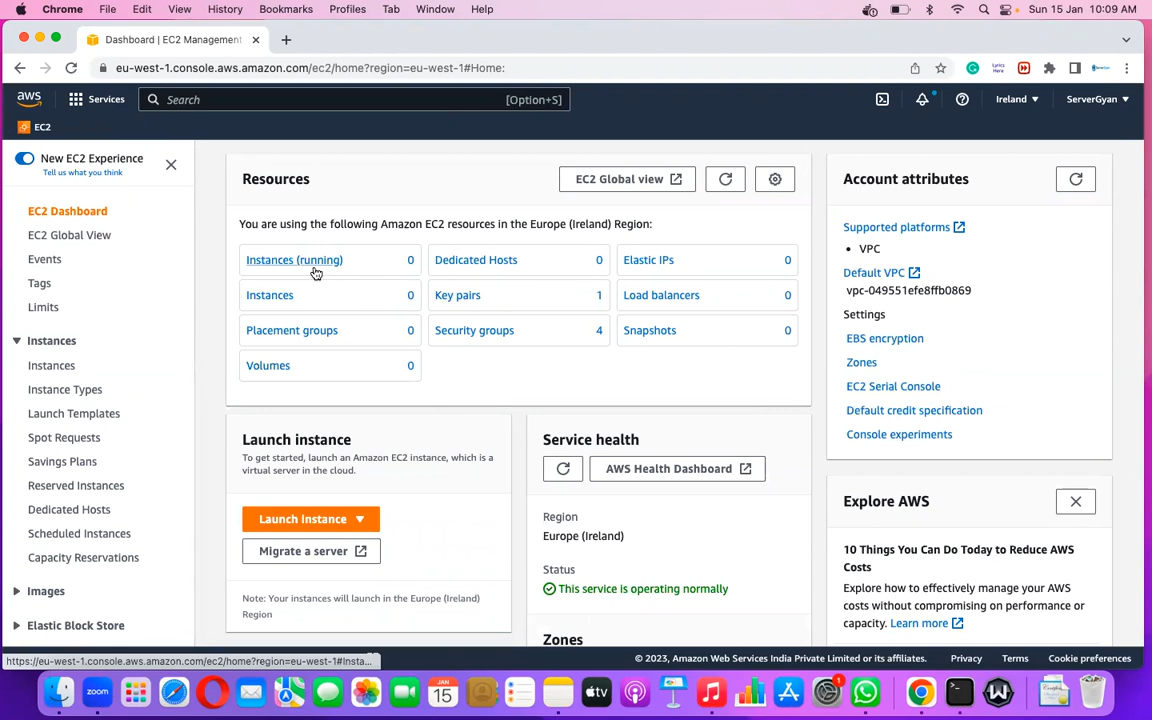 Chrome File Edit View History Bookmarks Profiles Tab Window Help Sun 15 Jan 10:09 AM
Dashboard | EC2 Management
eu-west-1.console.aws.amazon.com/ec2/home?region=eu-west-1#Home:
aws Services Search [Option+S] Ireland ServerGyan
EC2
New EC2 Experience
Tell us what you think
EC2 Dashboard
EC2 Global View
Events
Tags
Limits
Instances
Instances
Instance Types
Launch Templates
Spot Requests
Savings Plans
Reserved Instances
Dedicated Hosts
Scheduled Instances
Capacity Reservations
Images
Elastic Block Store
Resources
EC2 Global view
You are using the following Amazon EC2 resources in the Europe (Ireland) Region:
Instances (running) 0 Dedicated Hosts 0 Elastic IPs 0
Instances 0 Key pairs 1 Load balancers 0
Placement groups 0 Security groups 4 Snapshots 0
Volumes 0
Launch instance
To get started, launch an Amazon EC2 instance, which is a
virtual server in the cloud.
Launch instance
Migrate a server
Note: Your instances will launch in the Europe (Ireland)
Region
Service health
AWS Health Dashboard
Region
Europe (Ireland)
Status
This service is operating normally
Zones
Account attributes
Supported platforms
VPC
Default VPC
vpc-049551efe8ffb0869
Settings
EBS encryption
Zones
EC2 Serial Console
Default credit specification
Console experiments
Explore AWS
10 Things You Can Do Today to Reduce AWS
Costs
Explore how to effectively manage your AWS
costs without compromising on performance or
capacity. Learn more
https://eu-west-1.console.aws.amazon.com/ec2/home?region=eu-west-1#Insta...
© 2023, Amazon Web Services India Private Limited or its affiliates. Privacy Terms Cookie preferences
zoom
JAN
15
tv
1